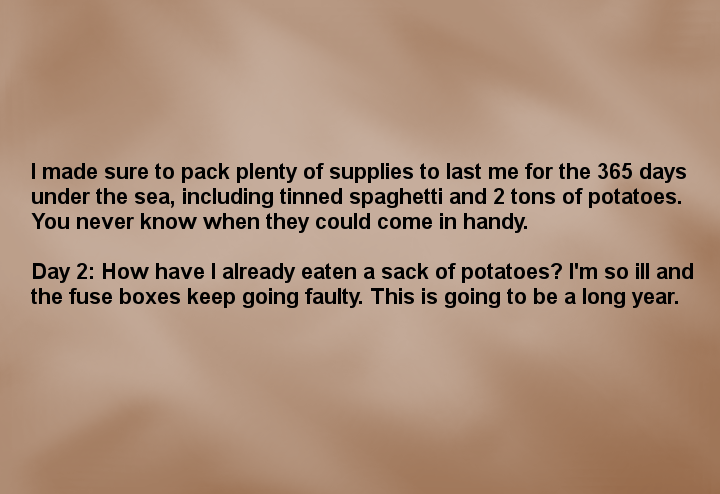 I made sure to pack plenty of supplies to last me for the 365 days
under the sea, including tinned spaghetti and 2 tons of potatoes.
You never know when they could come in handy.
Day 2: How have I already eaten a sack of potatoes? I'm so ill and
the fuse boxes keep going faulty. This is going to be a long year.